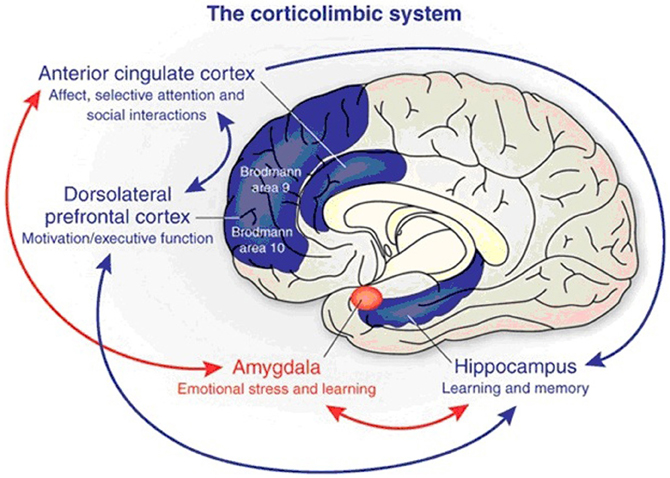 The corticolimbic system
Anterior cingulate cortex
Affect, selective attention and
social interactions
Brodmann
area 9
Dorsolateral
prefrontal cortex
Motivation/executive function
Brodmann
area 10
Amygdala
Emotional stress and learning
Hippocampus
Learning and memory